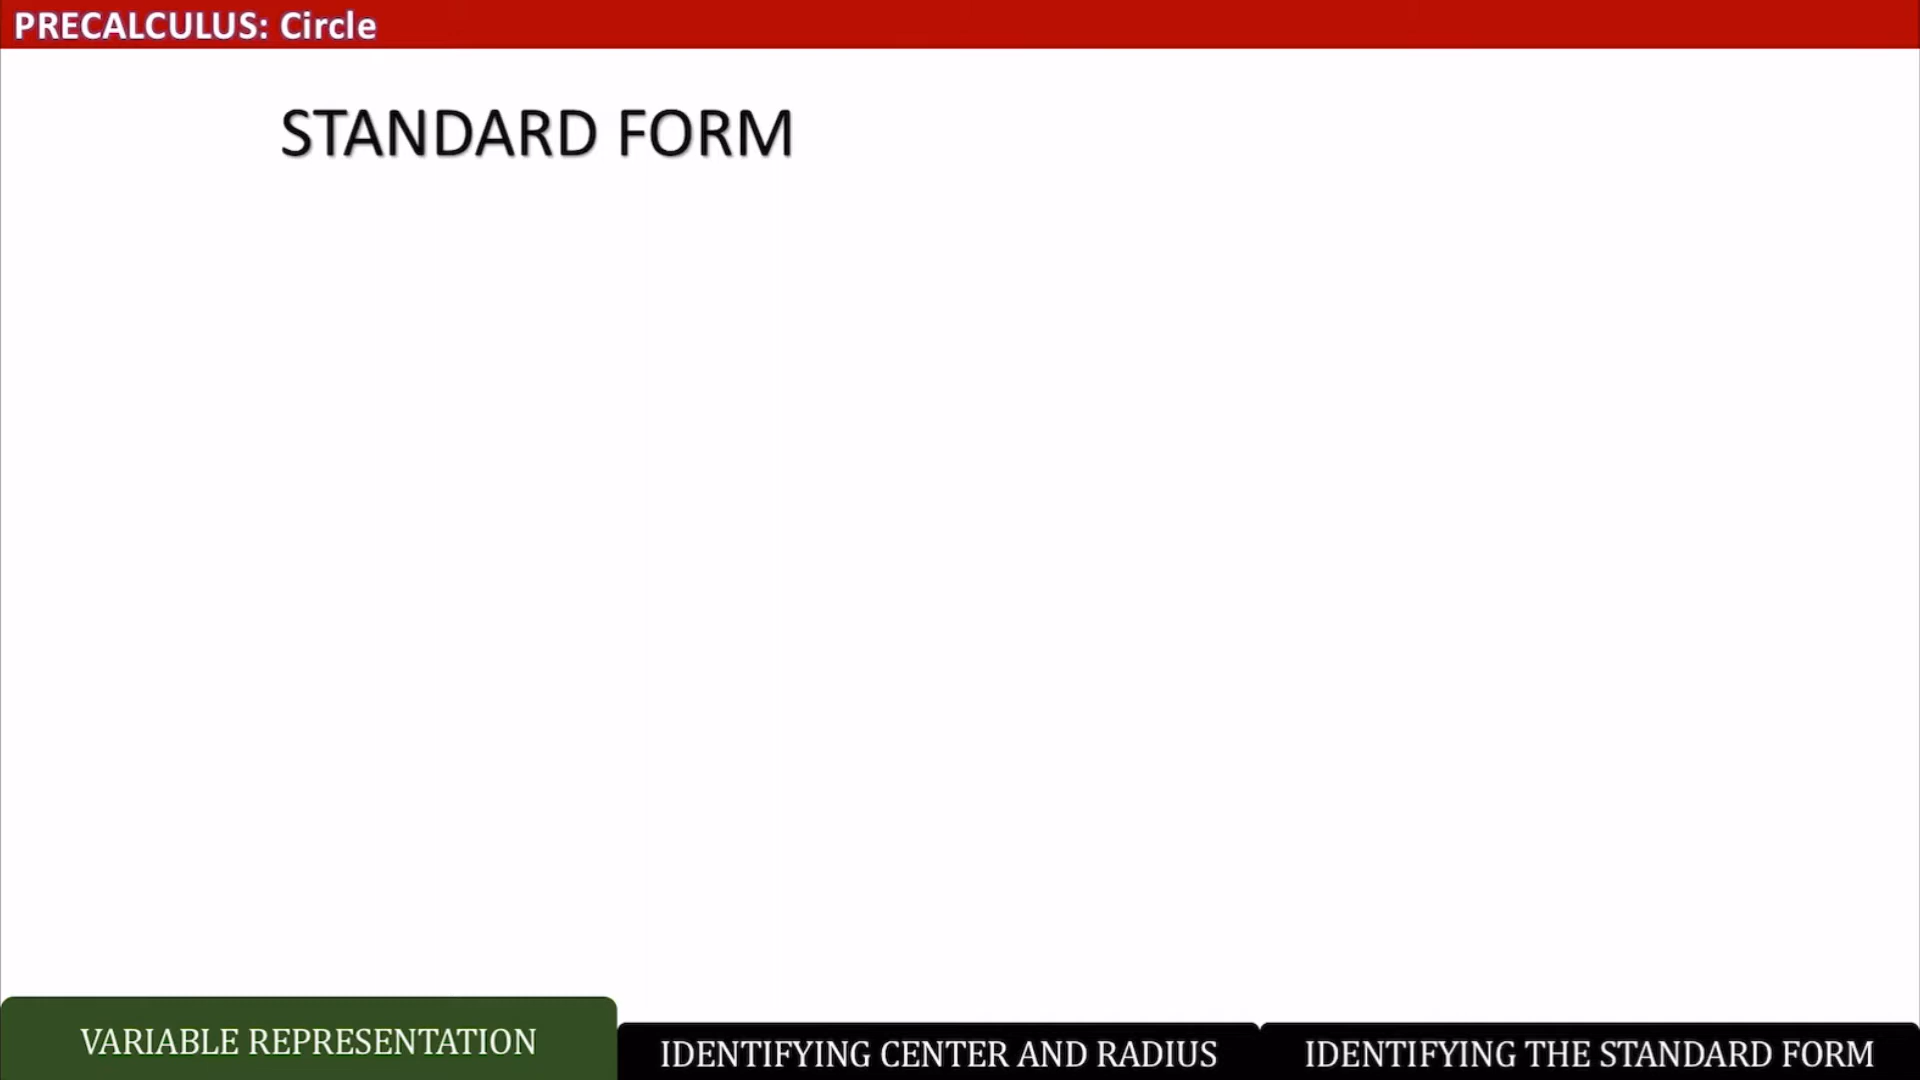 PRECALCULUS: Circle
STANDARD FORM
VARIABLE REPRESENTATION
IDENTIFYING CENTER AND RADIUS
IDENTIFYING THE STANDARD FORM